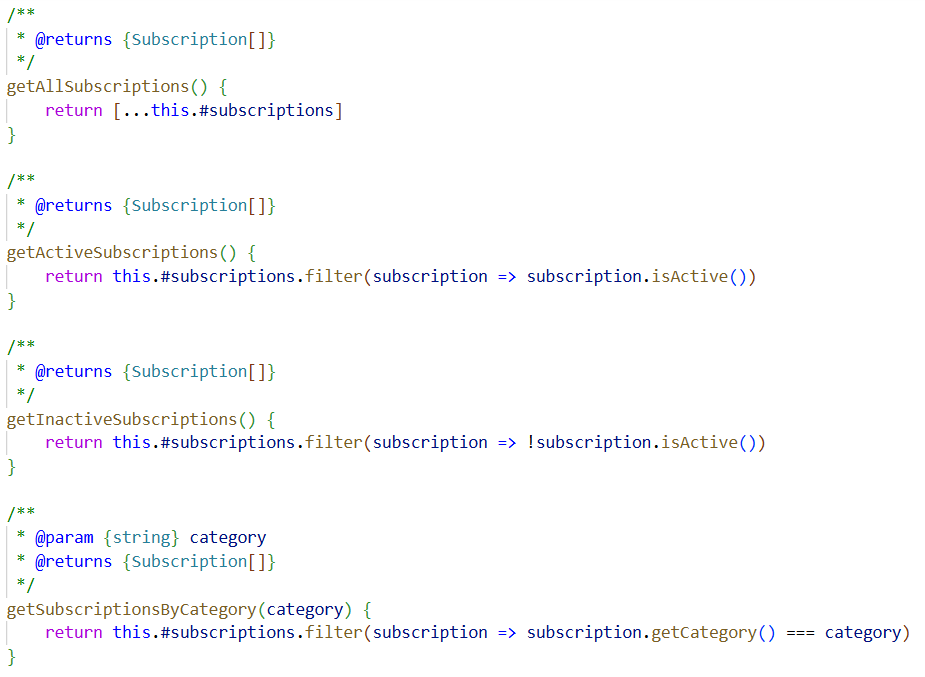 /**
 * @returns {Subscription[]}
 */
getAllSubscriptions() {
    return [...this.#subscriptions]
}

/**
 * @returns {Subscription[]}
 */
getActiveSubscriptions() {
    return this.#subscriptions.filter(subscription => subscription.isActive())
}

/**
 * @returns {Subscription[]}
 */
getInactiveSubscriptions() {
    return this.#subscriptions.filter(subscription => !subscription.isActive())
}

/**
 * @param {string} category
 * @returns {Subscription[]}
 */
getSubscriptionsByCategory(category) {
    return this.#subscriptions.filter(subscription => subscription.getCategory() === category)
}